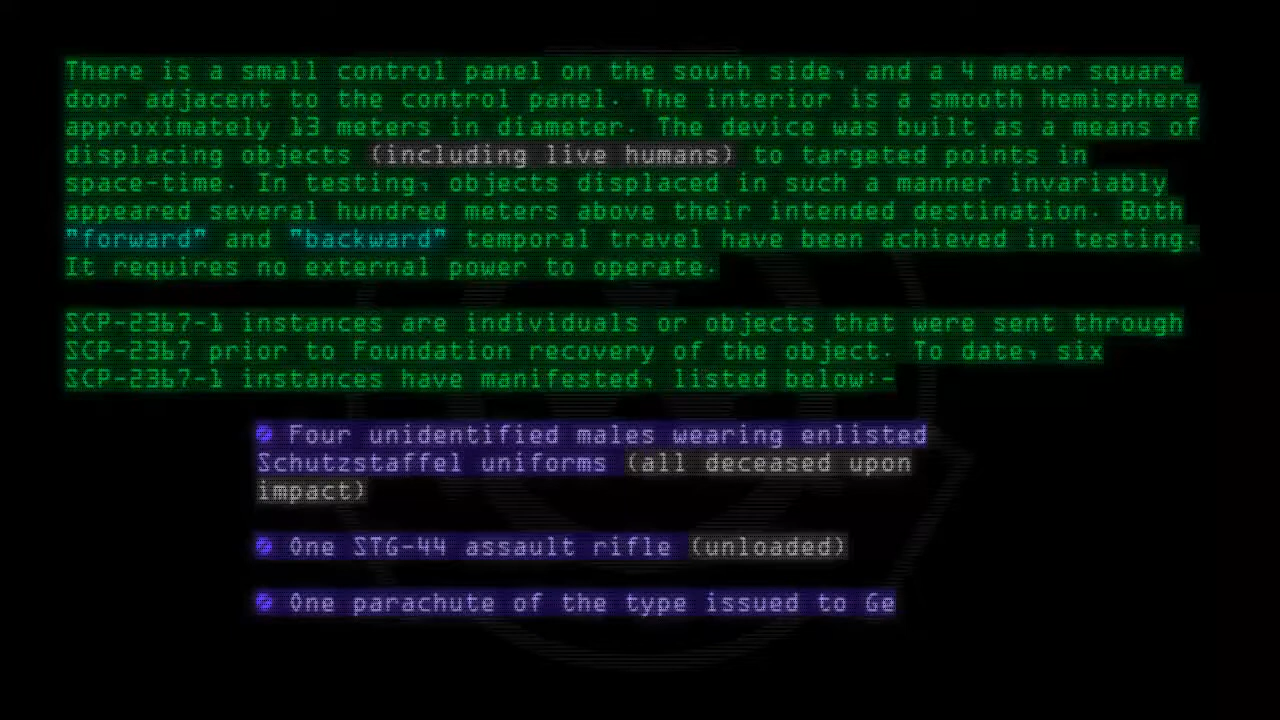 There is a small control panel on the south side, and a 4 meter square
door adjacent to the control panel. The interior is a smooth hemisphere
approximately 13 meters in diameter. The device was built as a means of
displacing objects (including live humans) to targeted points in
space-time. In testing, objects displaced in such a manner invariably
appeared several hundred meters above their intended destination. Both
"forward" and "backward" temporal travel have been achieved in testing.
It requires no external power to operate.
SCP-2367-1 instances are individuals or objects that were sent through
SCP-2367 prior to Foundation recovery of the object. To date, six
SCP-2367-1 instances have manifested, listed below:-
Four unidentified males wearing enlisted
Schutzstaffel uniforms (all deceased upon
impact)
One STG-44 assault rifle (unloaded)
One parachute of the type issued to Ge